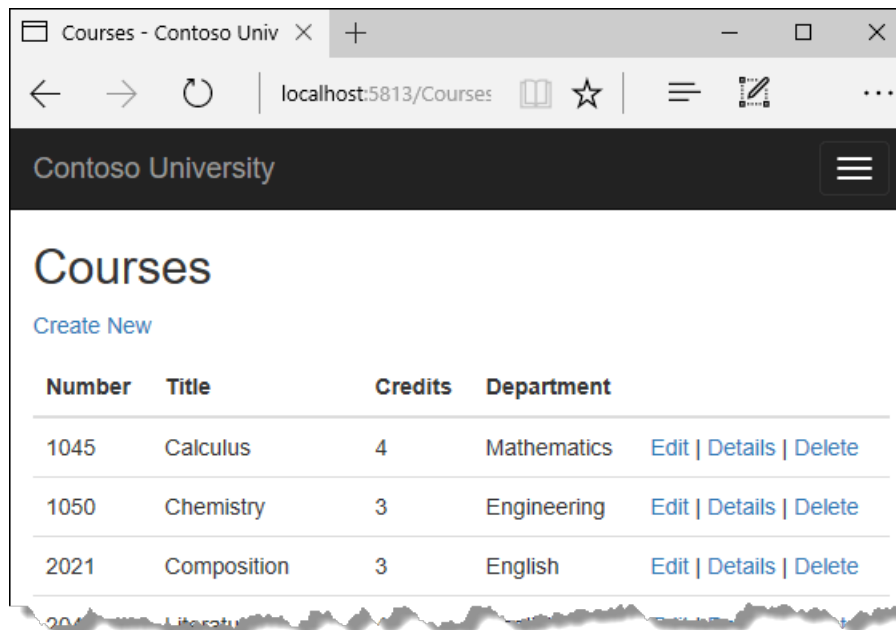 Courses - Contoso Univ
localhost:5813/Courses
Contoso University
Courses
Create New
Number Title Credits Department
1045 Calculus 4 Mathematics Edit | Details | Delete
1050 Chemistry 3 Engineering Edit | Details | Delete
2021 Composition 3 English Edit | Details | Delete